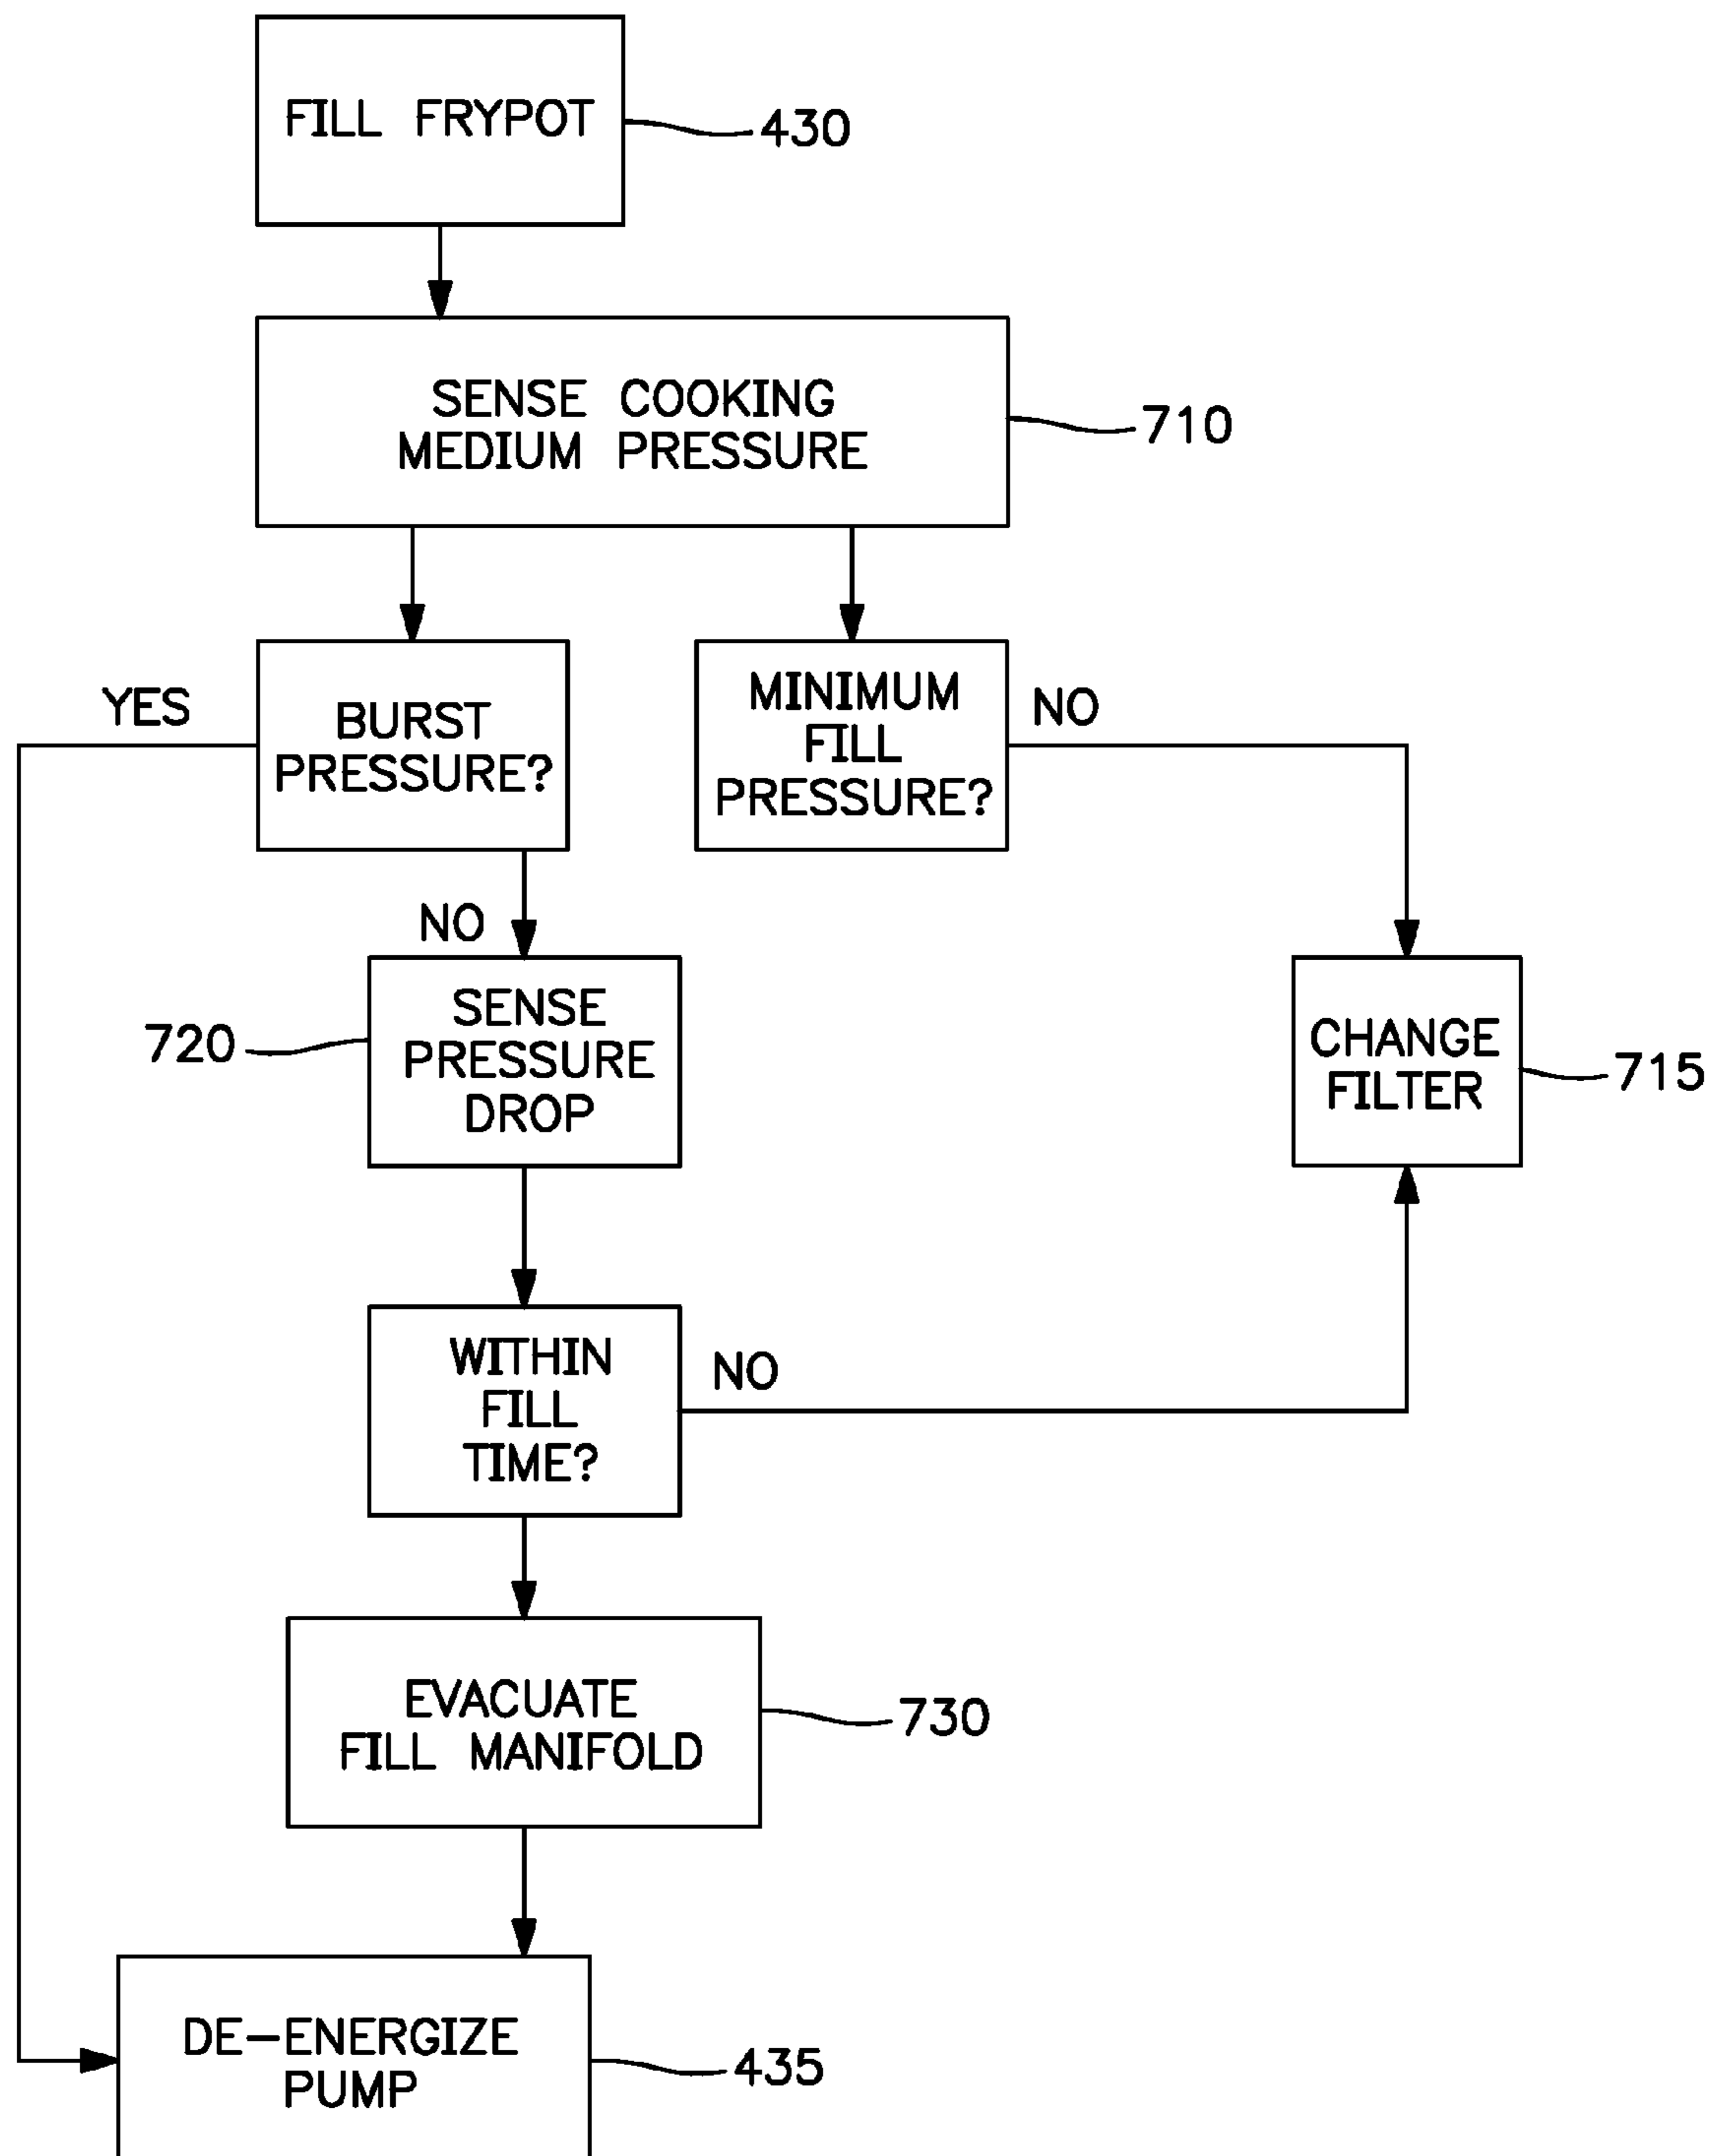 FILL FRYPOT
430
SENSE COOKING
MEDIUM PRESSURE
710
YES
BURST
PRESSURE?
MINIMUM
FILL
PRESSURE?
NO
NO
720
SENSE
PRESSURE
DROP
CHANGE
FILTER
715
WITHIN
FILL
TIME?
NO
EVACUATE
FILL MANIFOLD
730
DE-ENERGIZE
PUMP
435